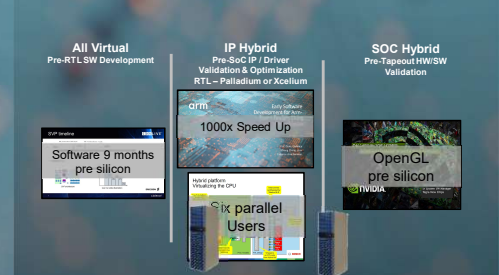 All Virtual
Pre-RTL SW Development
IP Hybrid
Pre-SoC IP / Driver
Validation & Optimization
RTL – Palladium or Xcelium
SOC Hybrid
Pre-Tapeout HW/SW
Validation
SVP timeline
Software 9 months
pre silicon
arm
Early Software
Development for Arm-
1000x Speed Up
Hybrid platform
Virtualizing the CPU
Six parallel
Users
OpenGL
pre silicon
NVIDIA